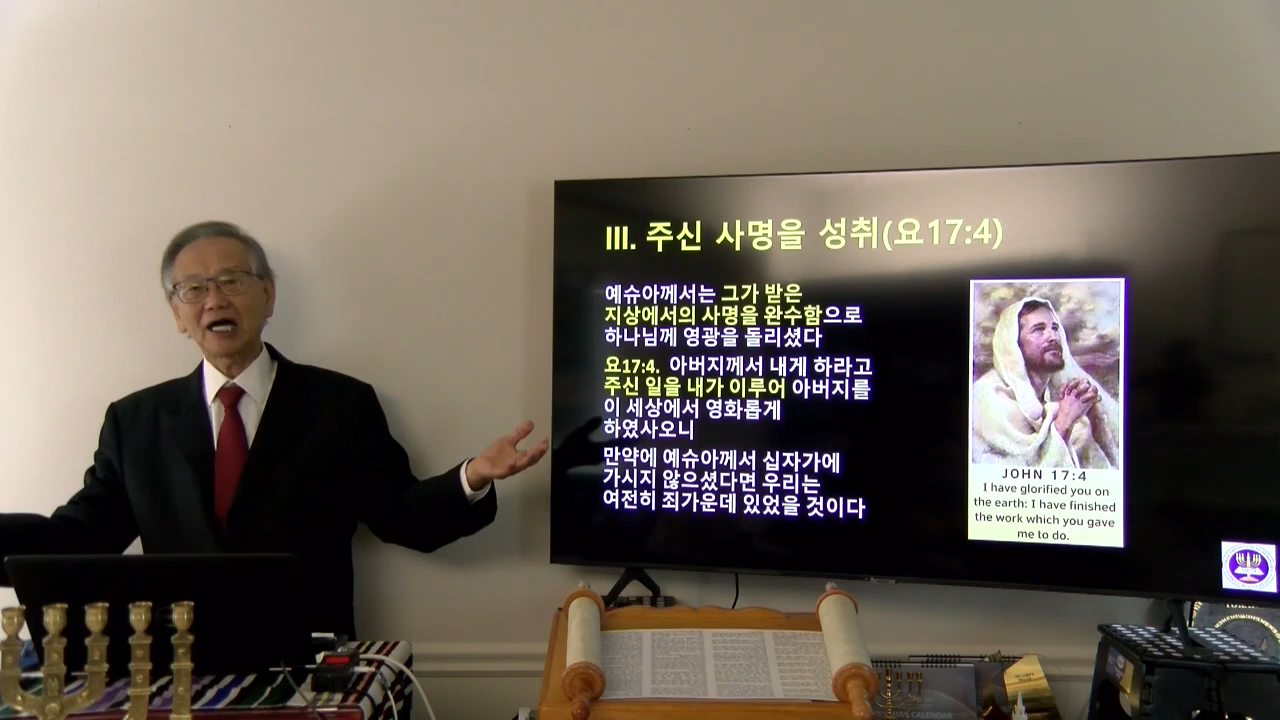 III. 주신 사명을 성취(요17:4)
예슈아께서는 그가 받은
지상에서의 사명을 완수함으로
하나님께 영광을 돌리셨다
요17:4. 아버지께서 내게 하라고
주신 일을 내가 이루어 아버지를
이 세상에서 영화롭게
하였사오니
만약에 예슈아께서 십자가에
가시지 않으셨다면 우리는
여전히 죄가운데 있었을 것이다
JOHN 17:4
I have glorified you on
the earth: I have finished
the work which you gave
me to do.
CALENDAR